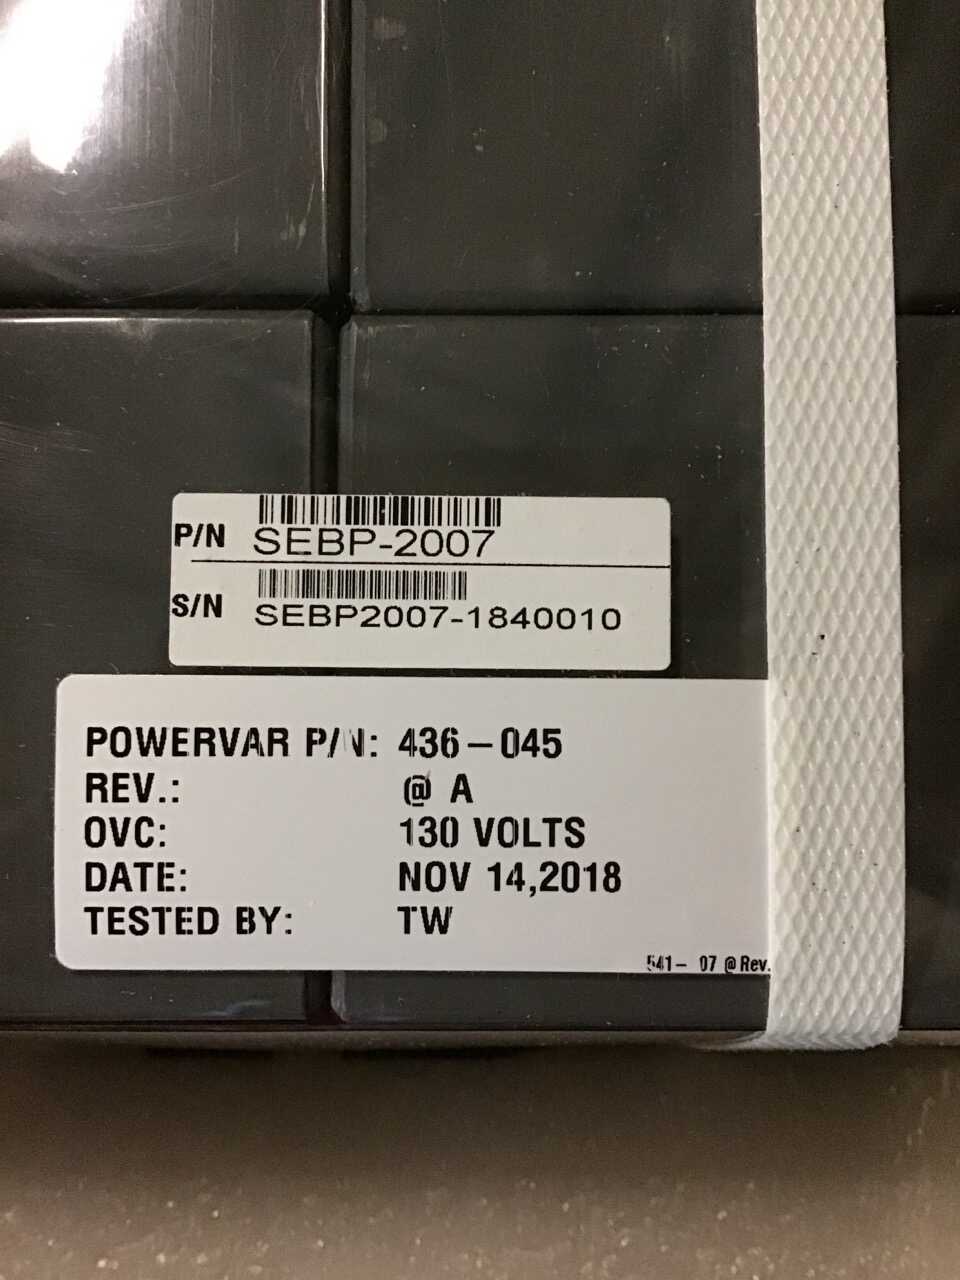 P/N SEBP-2007
S/N SEBP2007-1840010
POWERVAR P/N: 436-045
REV.: @ A
OVC: 130 VOLTS
DATE: NOV 14,2018
TESTED BY: TW
541- 07 @ Rev.